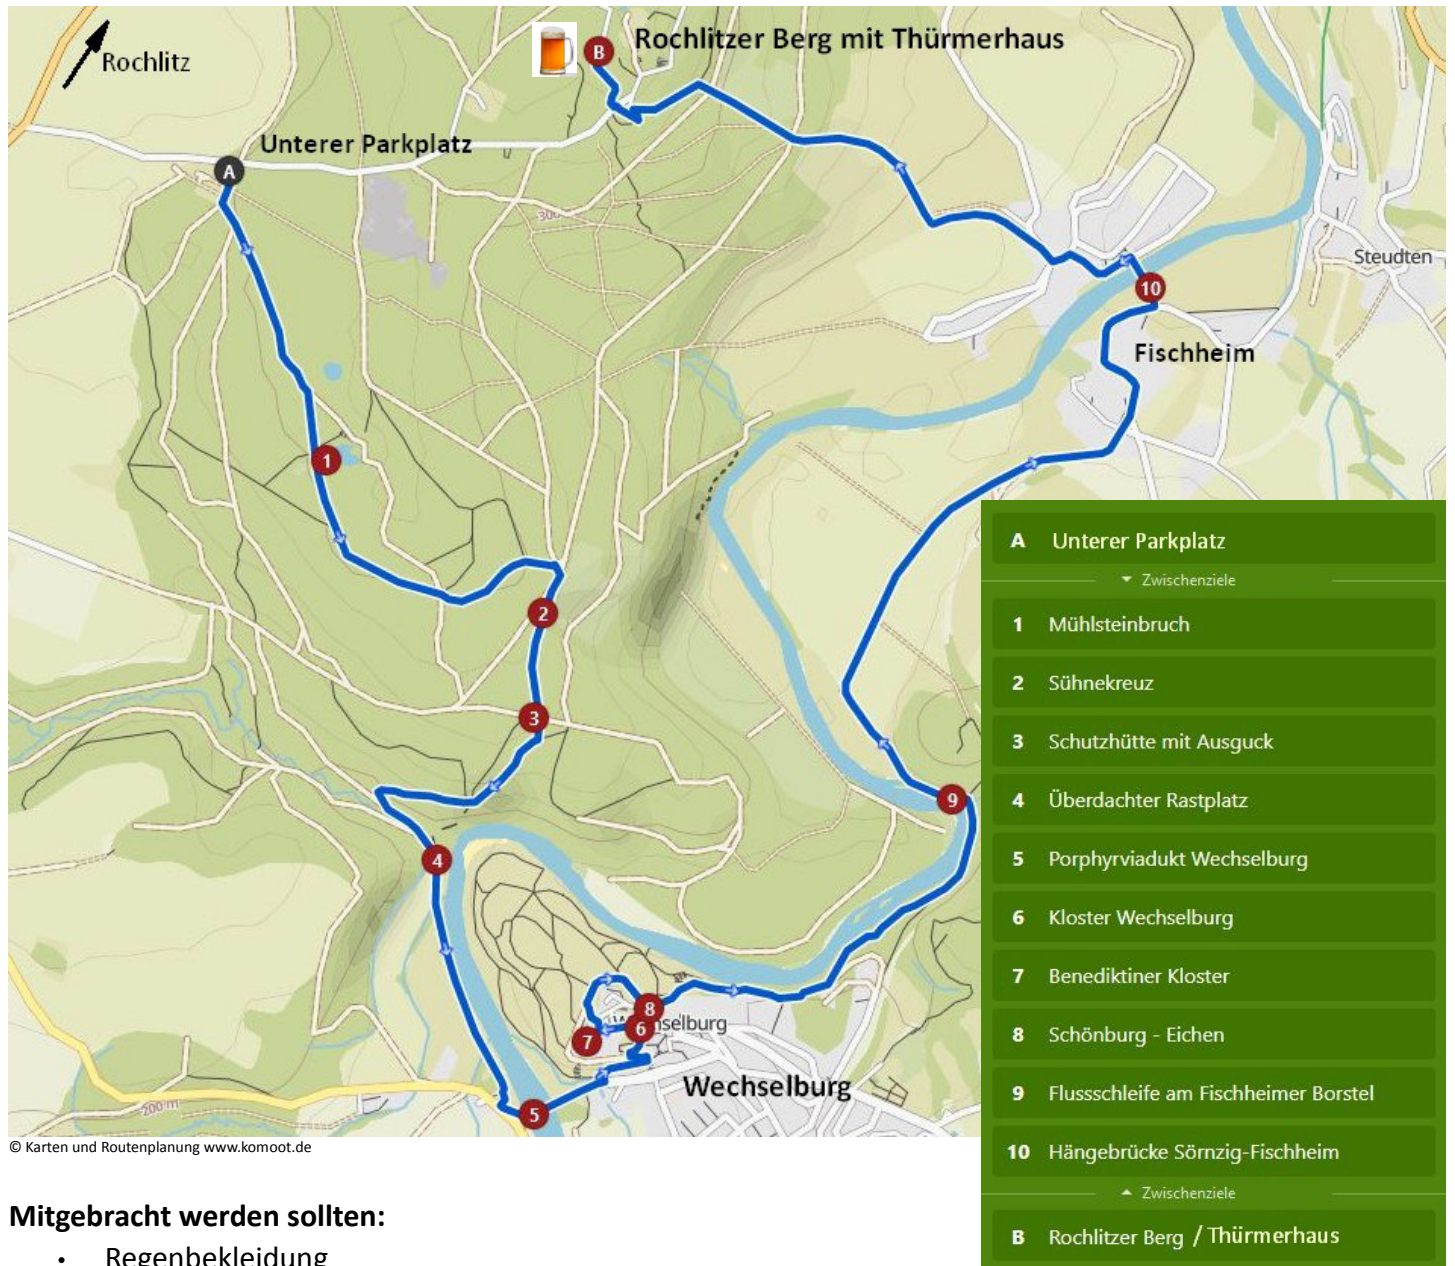 Rochlitz
B
Rochlitzer Berg mit Thürmerhaus
Unterer Parkplatz
A
300
Steudten
10
Fischheim
1
2
3
4
9
8
6
7
selburg
Wechselburg
5
200 m
A Unterer Parkplatz
Zwischenziele
1 Mühlsteinbruch
2 Sühnekreuz
3 Schutzhütte mit Ausguck
4 Überdachter Rastplatz
5 Porphyrviadukt Wechselburg
6 Kloster Wechselburg
7 Benediktiner Kloster
8 Schönburg - Eichen
9 Flussschleife am Fischheimer Borstel
10 Hängebrücke Sörnzig-Fischheim
Zwischenziele
B Rochlitzer Berg / Thürmerhaus
© Karten und Routenplanung www.komoot.de
Mitgebracht werden sollten:
• Regenbekleidung